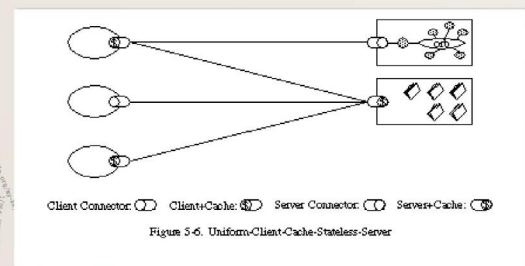 Client Connector: Client+Cache: Server Connector: Server+Cache:
Figure 5-6. Uniform-Client-Cache-Stateless-Server